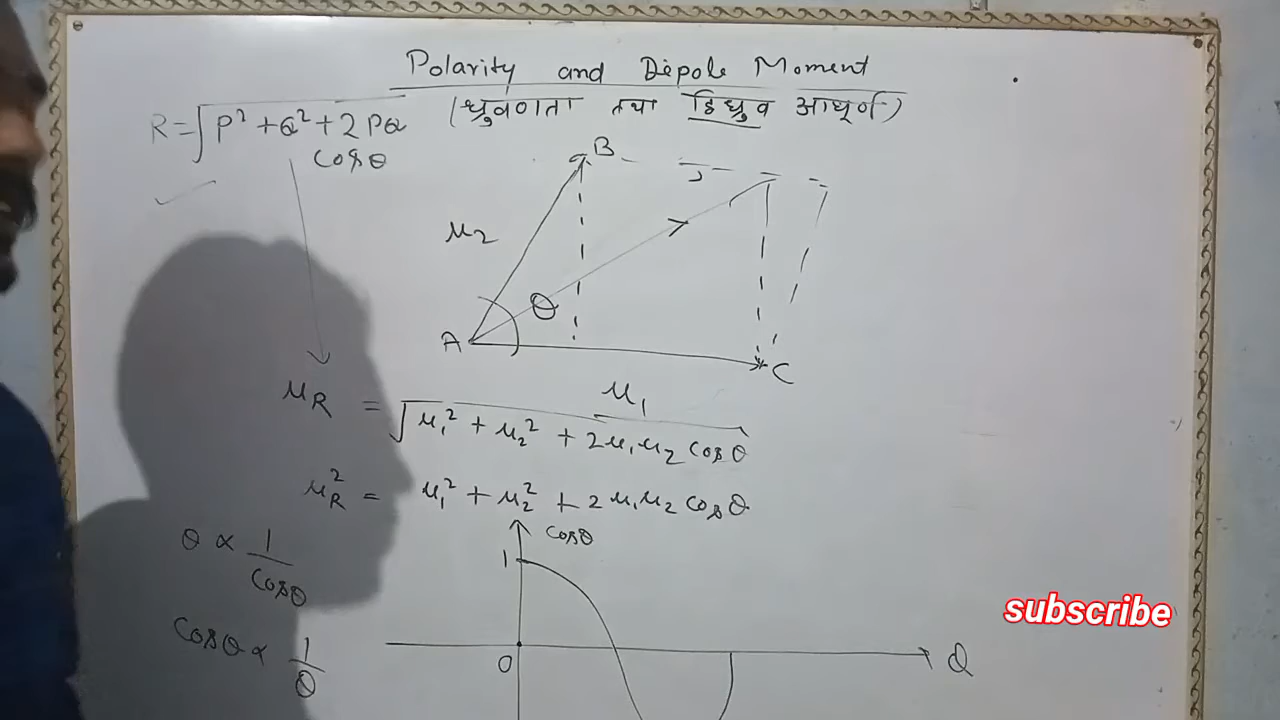 Polarity and Dipole Moment
(ध्रुवणता तथा द्विध्रुव आघूर्ण)
R=√P²+Q²+2PQ
cosθ
B
μ2
θ
A
C
μ1
μR = √μ1²+μ2²+2μ1μ2 cosθ
μR² = μ1²+μ2²+2μ1μ2 cosθ
θ ∝ 1/cosθ
cosθ ∝ 1/θ
cosθ
1
0
θ
subscribe